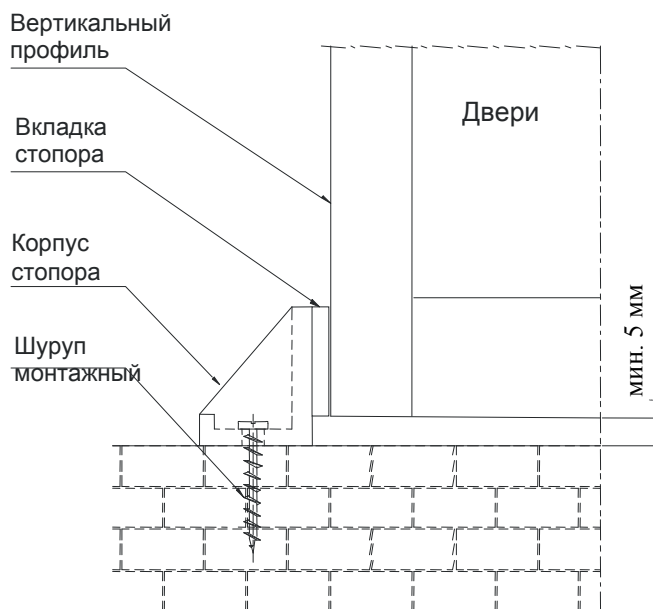 Вертикальный
профиль
Двери
Вкладка
стопора
Корпус
стопора
мин. 5 мм
Шуруп
монтажный